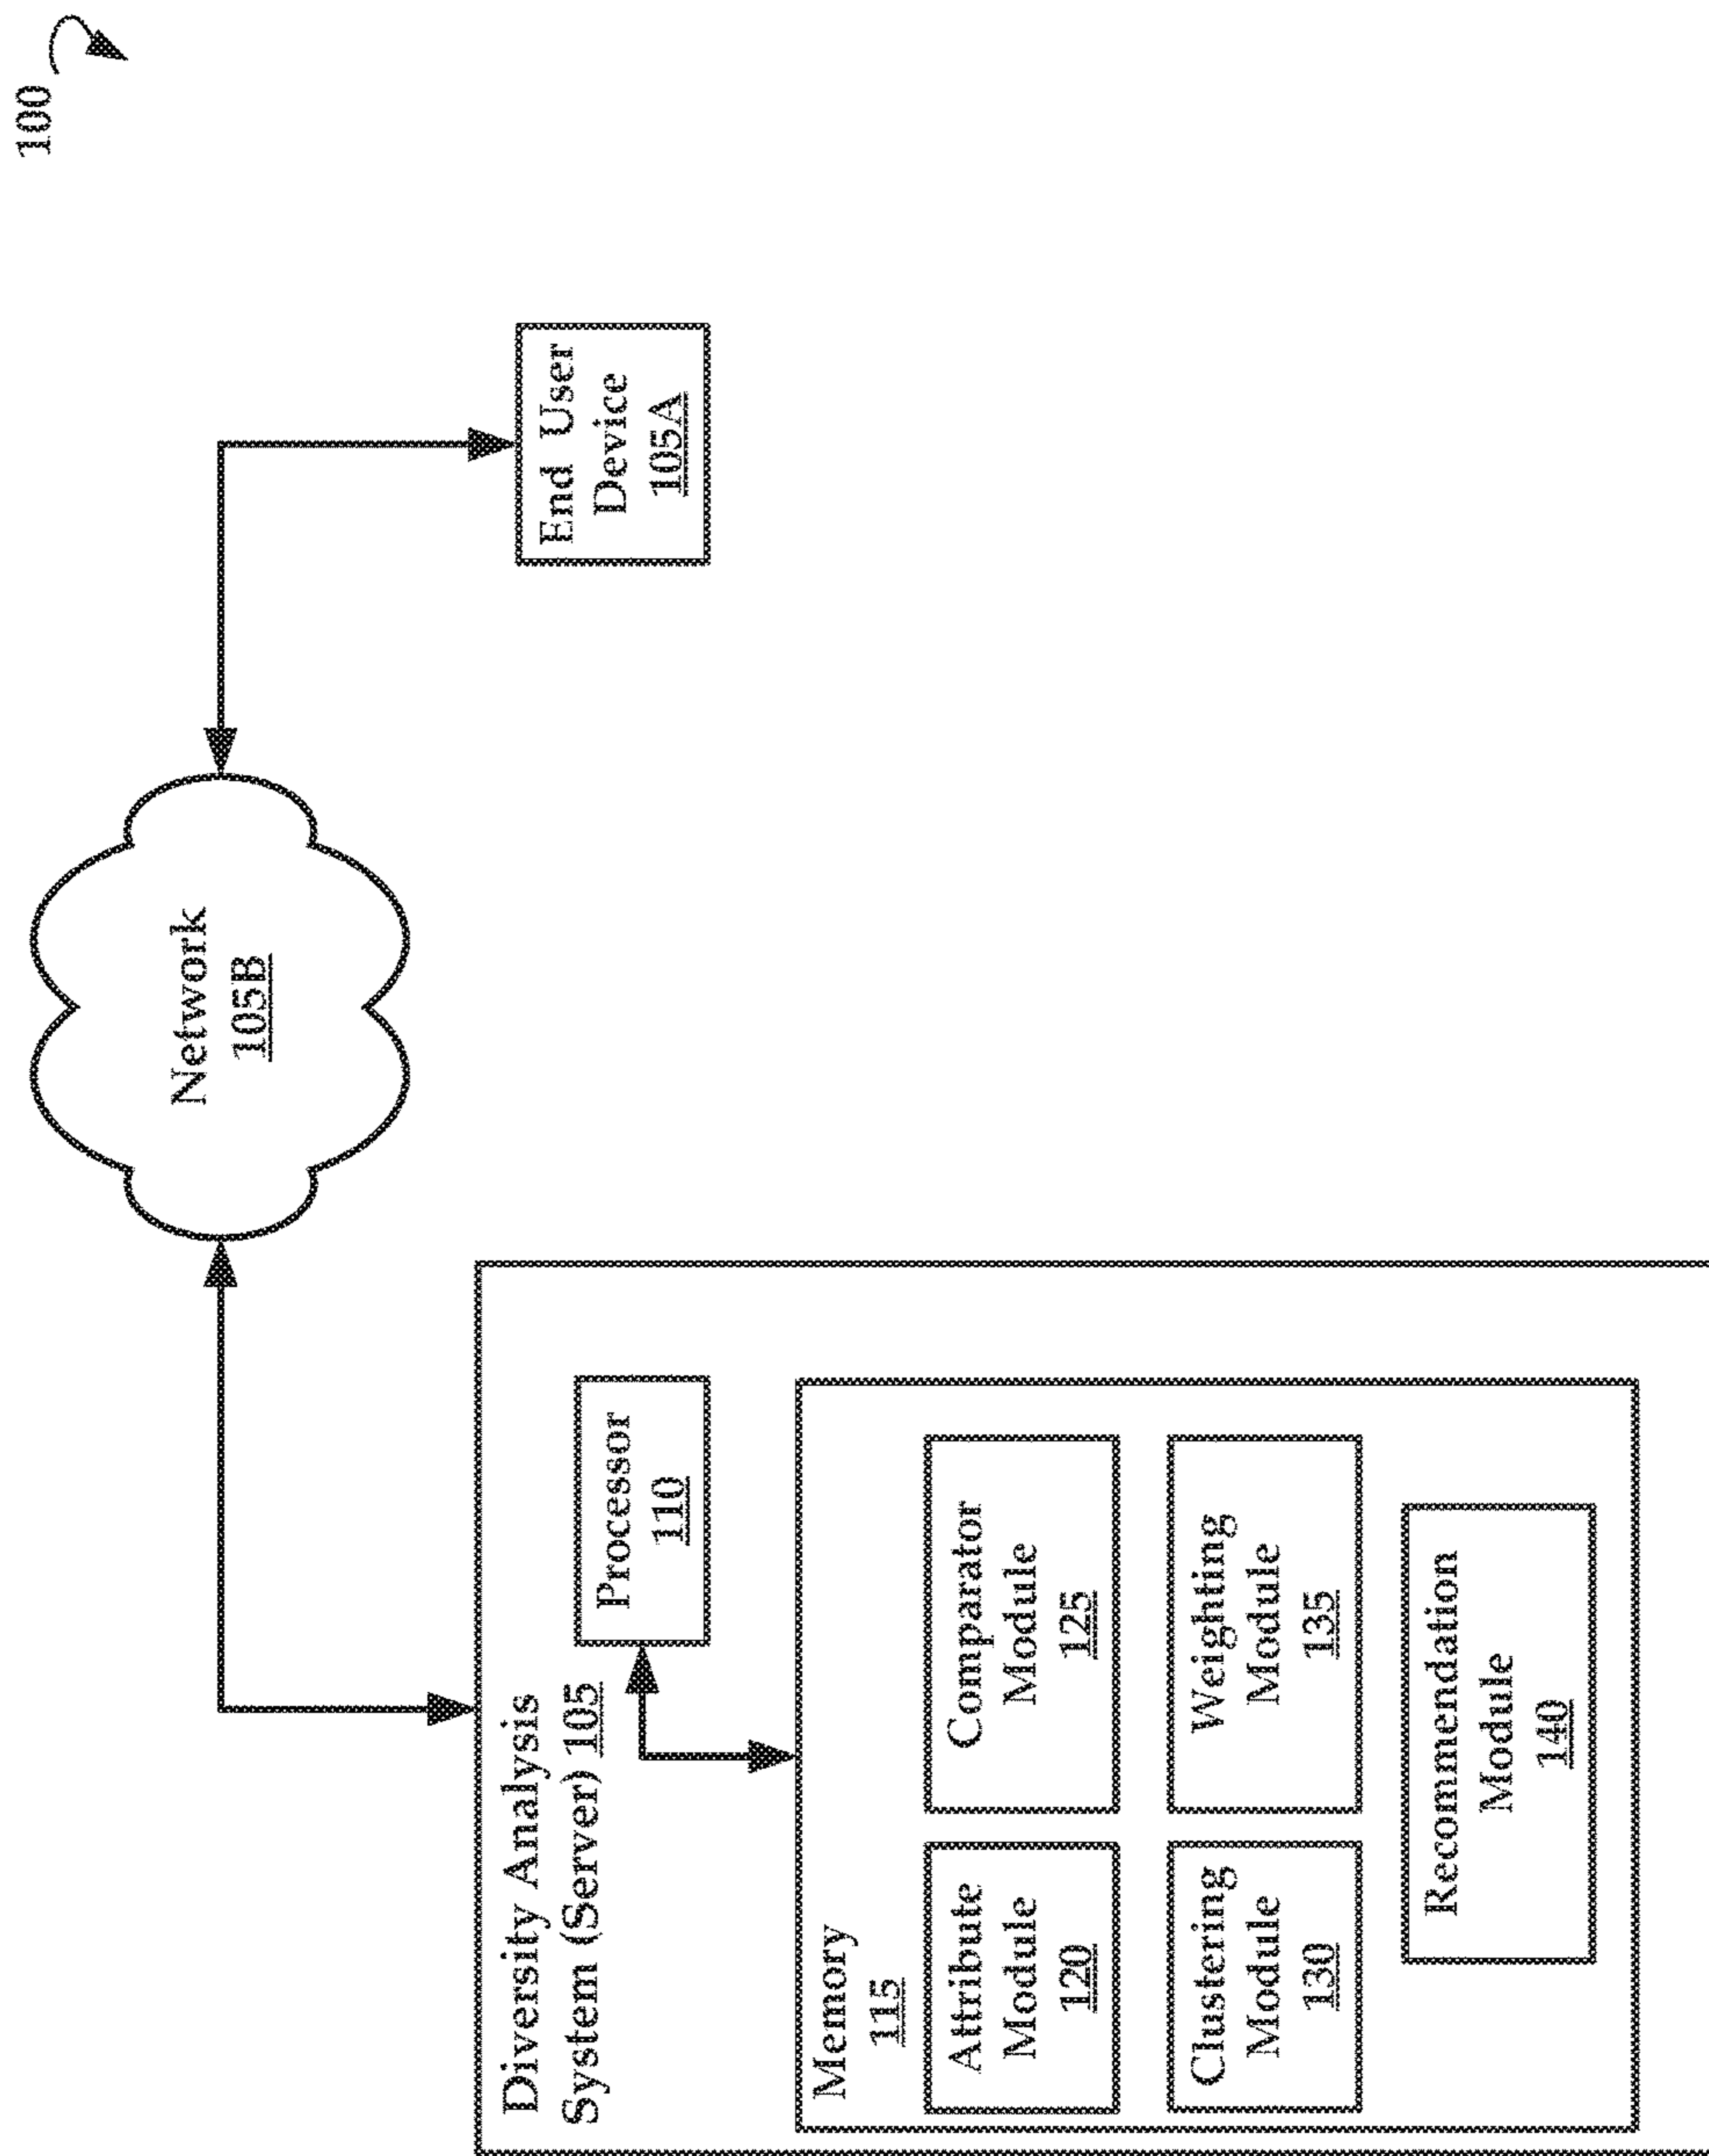 100
Network
105B
End User
Device
105A
Diversity Analysis
System (Server) 105
Processor
110
Memory
115
Attribute
Module
120
Comparator
Module
125
Clustering
Module
130
Weighting
Module
135
Recommendation
Module
140